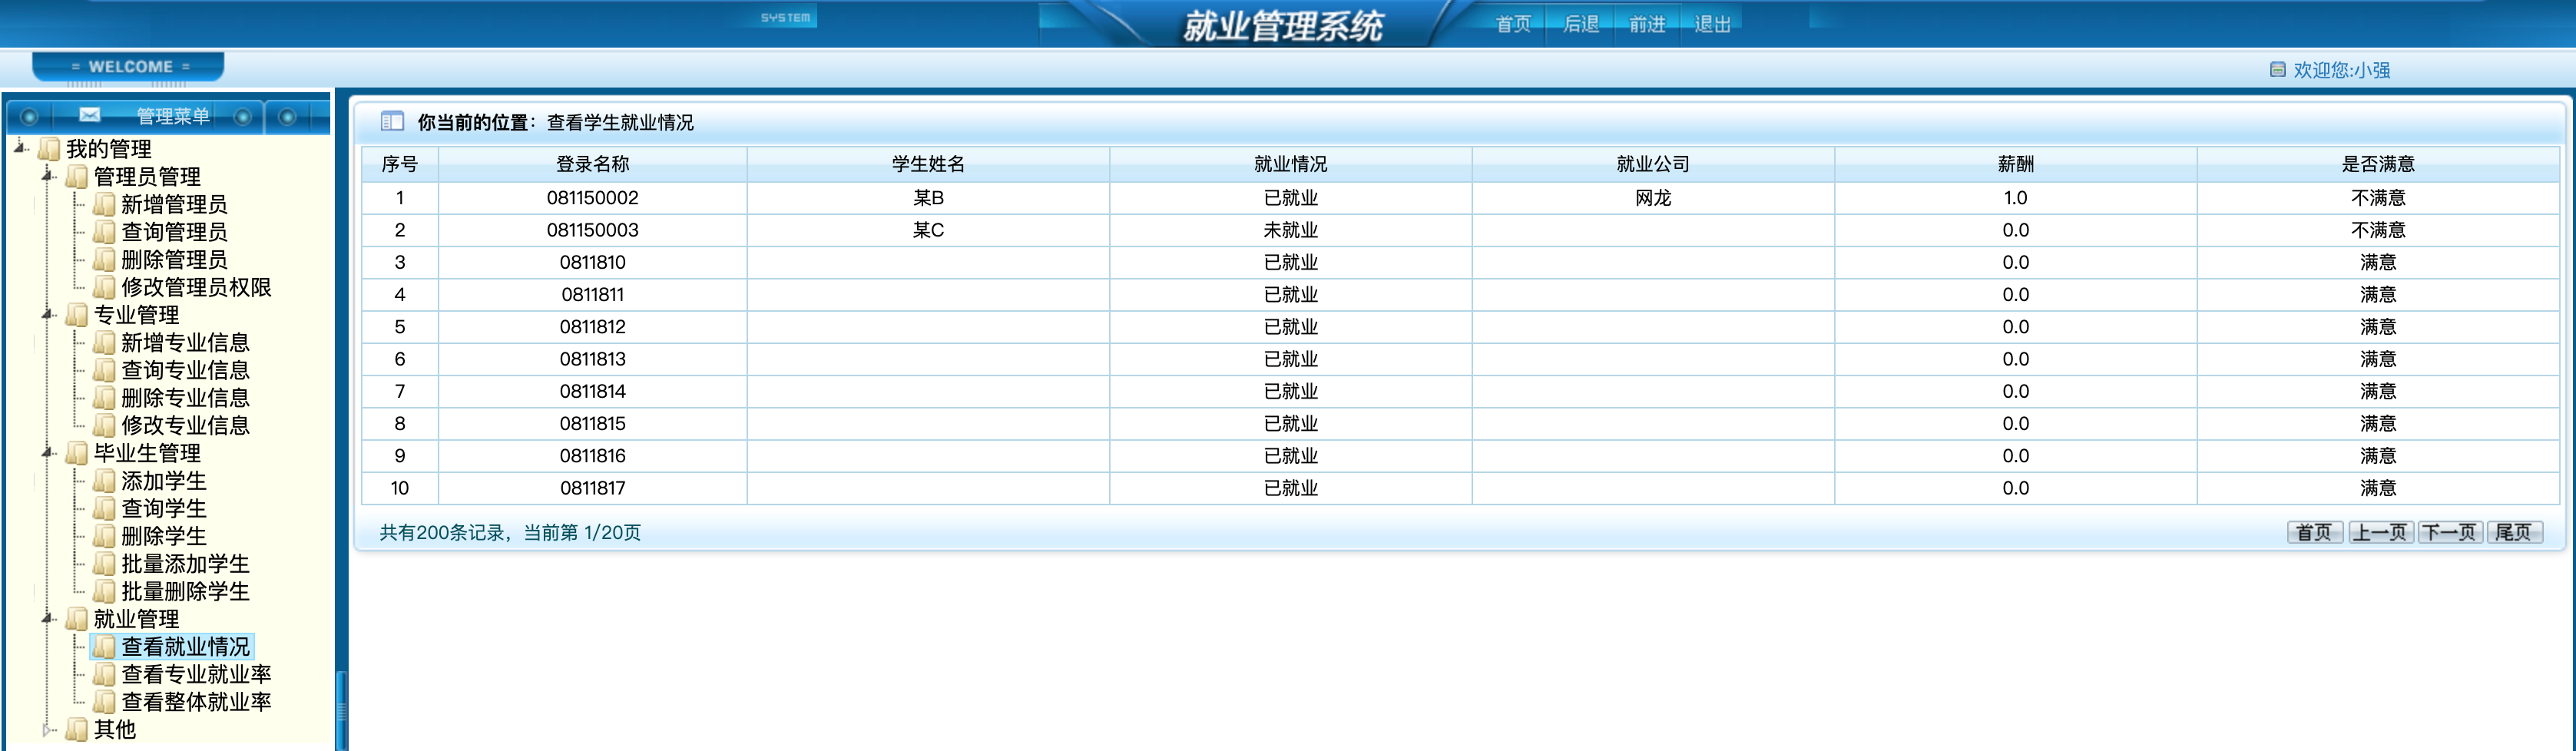 SYSTEM
就业管理系统
首页 后退 前进 退出
= WELCOME =
欢迎您:小强
管理菜单
我的管理
管理员管理
新增管理员
查询管理员
删除管理员
修改管理员权限
专业管理
新增专业信息
查询专业信息
删除专业信息
修改专业信息
毕业生管理
添加学生
查询学生
删除学生
批量添加学生
批量删除学生
就业管理
查看就业情况
查看专业就业率
查看整体就业率
其他
你当前的位置：查看学生就业情况
序号 登录名称 学生姓名 就业情况 就业公司 薪酬 是否满意
1 081150002 某B 已就业 网龙 1.0 不满意
2 081150003 某C 未就业 0.0 不满意
3 0811810 已就业 0.0 满意
4 0811811 已就业 0.0 满意
5 0811812 已就业 0.0 满意
6 0811813 已就业 0.0 满意
7 0811814 已就业 0.0 满意
8 0811815 已就业 0.0 满意
9 0811816 已就业 0.0 满意
10 0811817 已就业 0.0 满意
共有200条记录，当前第 1/20页
首页 上一页 下一页 尾页